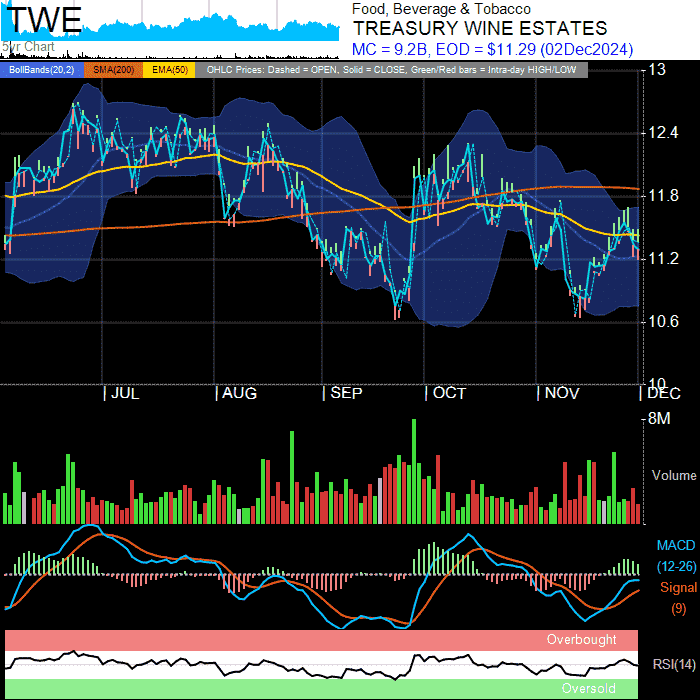 TWE
5yr Chart
Food, Beverage & Tobacco
TREASURY WINE ESTATES
MC = 9.2B, EOD = $11.29 (02Dec2024)
BollBands(20,2) SMA(200) EMA(50) OHLC Prices: Dashed = OPEN, Solid = CLOSE, Green/Red bars = Intra-day HIGH/LOW
13
12.4
11.8
11.2
10.6
10
| JUL | AUG | SEP | OCT | NOV | DEC
8M
Volume
MACD
(12-26)
Signal
(9)
Overbought
RSI(14)
Oversold